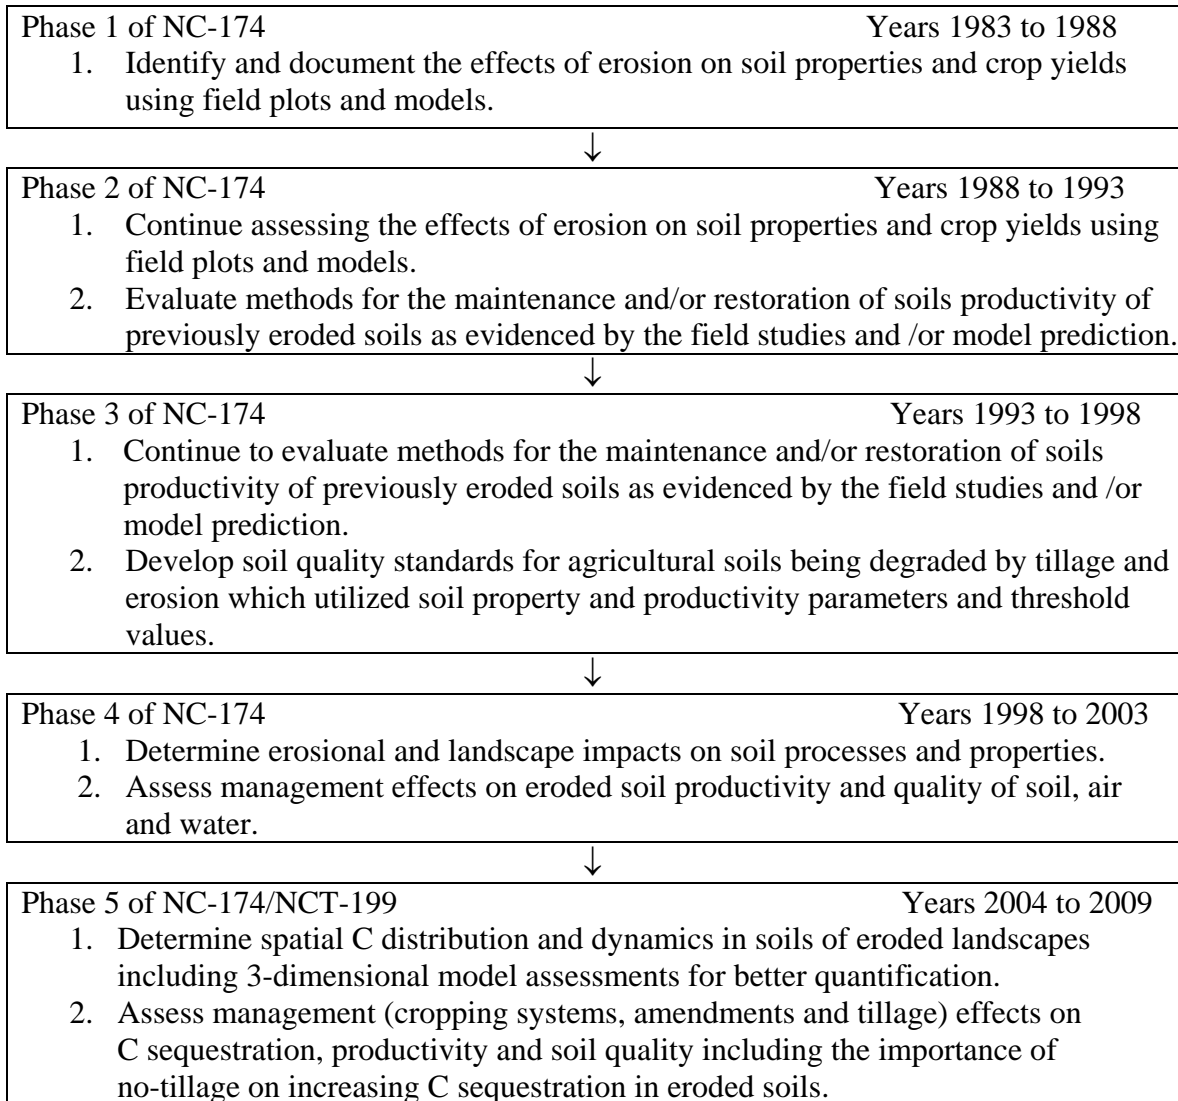 Phase 1 of NC-174 Years 1983 to 1988
1. Identify and document the effects of erosion on soil properties and crop yields
using field plots and models.
↓
Phase 2 of NC-174 Years 1988 to 1993
1. Continue assessing the effects of erosion on soil properties and crop yields using
field plots and models.
2. Evaluate methods for the maintenance and/or restoration of soils productivity of
previously eroded soils as evidenced by the field studies and /or model prediction.
↓
Phase 3 of NC-174 Years 1993 to 1998
1. Continue to evaluate methods for the maintenance and/or restoration of soils
productivity of previously eroded soils as evidenced by the field studies and /or
model prediction.
2. Develop soil quality standards for agricultural soils being degraded by tillage and
erosion which utilized soil property and productivity parameters and threshold
values.
↓
Phase 4 of NC-174 Years 1998 to 2003
1. Determine erosional and landscape impacts on soil processes and properties.
2. Assess management effects on eroded soil productivity and quality of soil, air
and water.
↓
Phase 5 of NC-174/NCT-199 Years 2004 to 2009
1. Determine spatial C distribution and dynamics in soils of eroded landscapes
including 3-dimensional model assessments for better quantification.
2. Assess management (cropping systems, amendments and tillage) effects on
C sequestration, productivity and soil quality including the importance of
no-tillage on increasing C sequestration in eroded soils.